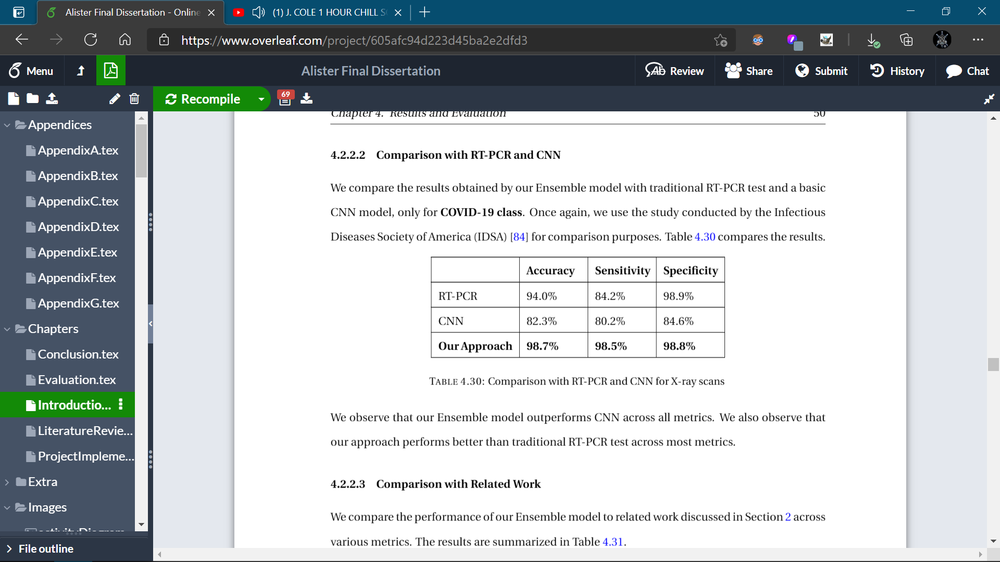 Alister Final Dissertation - Online
(1) J. COLE 1 HOUR CHILL S
https://www.overleaf.com/project/605afc94d223d45ba2e2dfd3
Menu
Alister Final Dissertation
Review
Share
Submit
History
Chat
Recompile
69
Appendices
AppendixA.tex
AppendixB.tex
AppendixC.tex
AppendixD.tex
AppendixE.tex
AppendixF.tex
AppendixG.tex
Chapters
Conclusion.tex
Evaluation.tex
Introductio...
LiteratureRevie...
ProjectImpleme...
Extra
Images
activityDiagram
File outline
Chapter 4. Results and Evaluation 50
4.2.2.2 Comparison with RT-PCR and CNN
We compare the results obtained by our Ensemble model with traditional RT-PCR test and a basic
CNN model, only for COVID-19 class. Once again, we use the study conducted by the Infectious
Diseases Society of America (IDSA) [84] for comparison purposes. Table 4.30 compares the results.
Accuracy Sensitivity Specificity
RT-PCR 94.0% 84.2% 98.9%
CNN 82.3% 80.2% 84.6%
Our Approach 98.7% 98.5% 98.8%
TABLE 4.30: Comparison with RT-PCR and CNN for X-ray scans
We observe that our Ensemble model outperforms CNN across all metrics. We also observe that
our approach performs better than traditional RT-PCR test across most metrics.
4.2.2.3 Comparison with Related Work
We compare the performance of our Ensemble model to related work discussed in Section 2 across
various metrics. The results are summarized in Table 4.31.